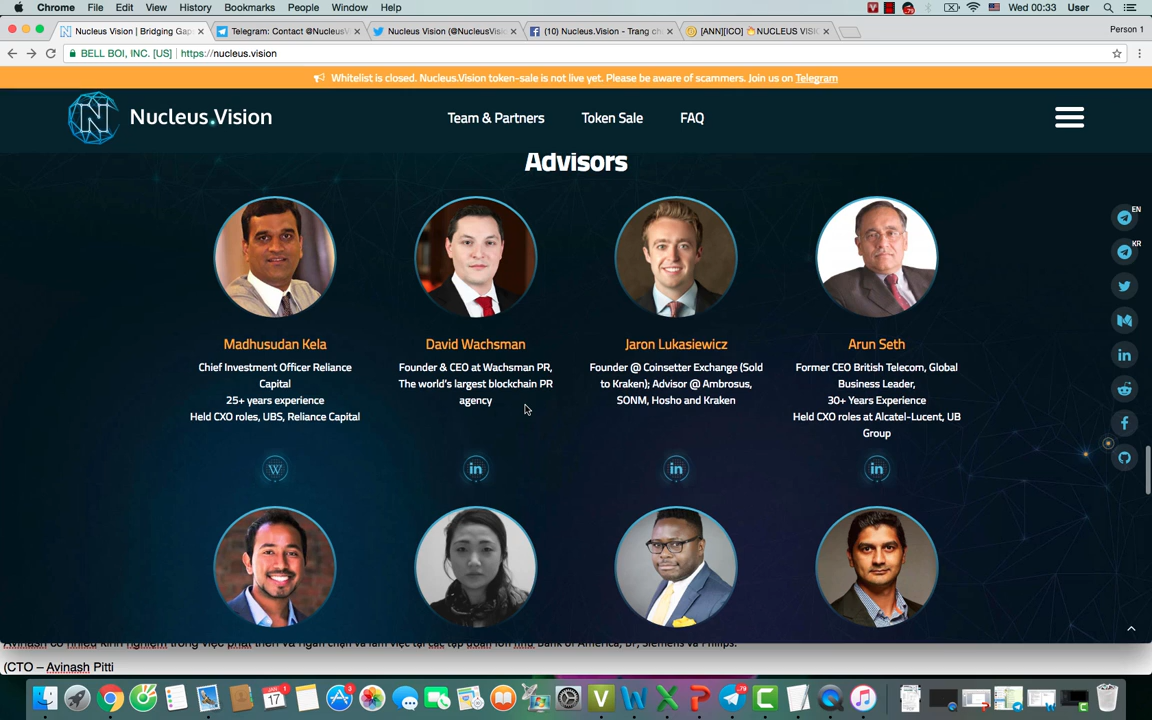 Chrome File Edit View History Bookmarks People Window Help
Wed 00:33 User
Nucleus Vision | Bridging Gap
Telegram: Contact @NucleusV
Nucleus Vision (@NucleusVisi
(10) Nucleus.Vision - Trang ch
[ANN][ICO] NUCLEUS VISI
Person 1
BELL BOI, INC. [US] https://nucleus.vision
Whitelist is closed. Nucleus.Vision token-sale is not live yet. Please be aware of scammers. Join us on Telegram
Nucleus.Vision
Team & Partners
Token Sale
FAQ
Advisors
EN
KR
Madhusudan Kela
Chief Investment Officer Reliance
Capital
25+ years experience
Held CXO roles, UBS, Reliance Capital
David Wachsman
Founder & CEO at Wachsman PR,
The world's largest blockchain PR
agency
Jaron Lukasiewicz
Founder @ Coinsetter Exchange (Sold
to Kraken); Advisor @ Ambrosus,
SONM, Hosho and Kraken
Arun Seth
Former CEO British Telecom, Global
Business Leader,
30+ Years Experience
Held CXO roles at Alcatel-Lucent, UB
Group
W
in
in
in
(CTO – Avinash Pitti
JAN
17